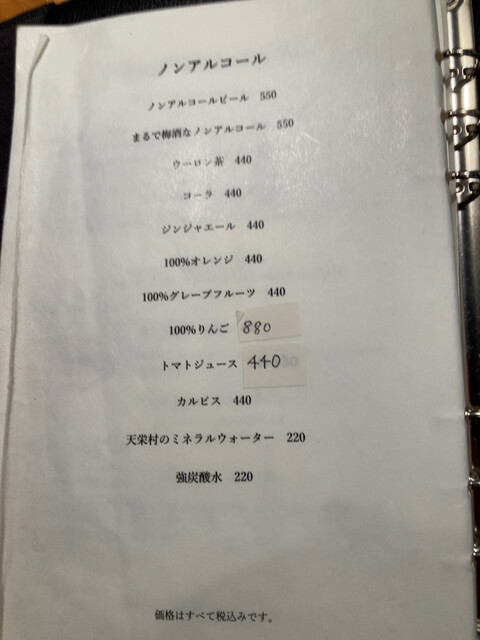 ノンアルコール
ノンアルコールビール 550
まるで梅酒なノンアルコール 550
ウーロン茶 440
コーラ 440
ジンジャエール 440
100%オレンジ 440
100%グレープフルーツ 440
100%りんご 880
トマトジュース 440
カルピス 440
天栄村のミネラルウォーター 220
強炭酸水 220
価格はすべて税込みです。